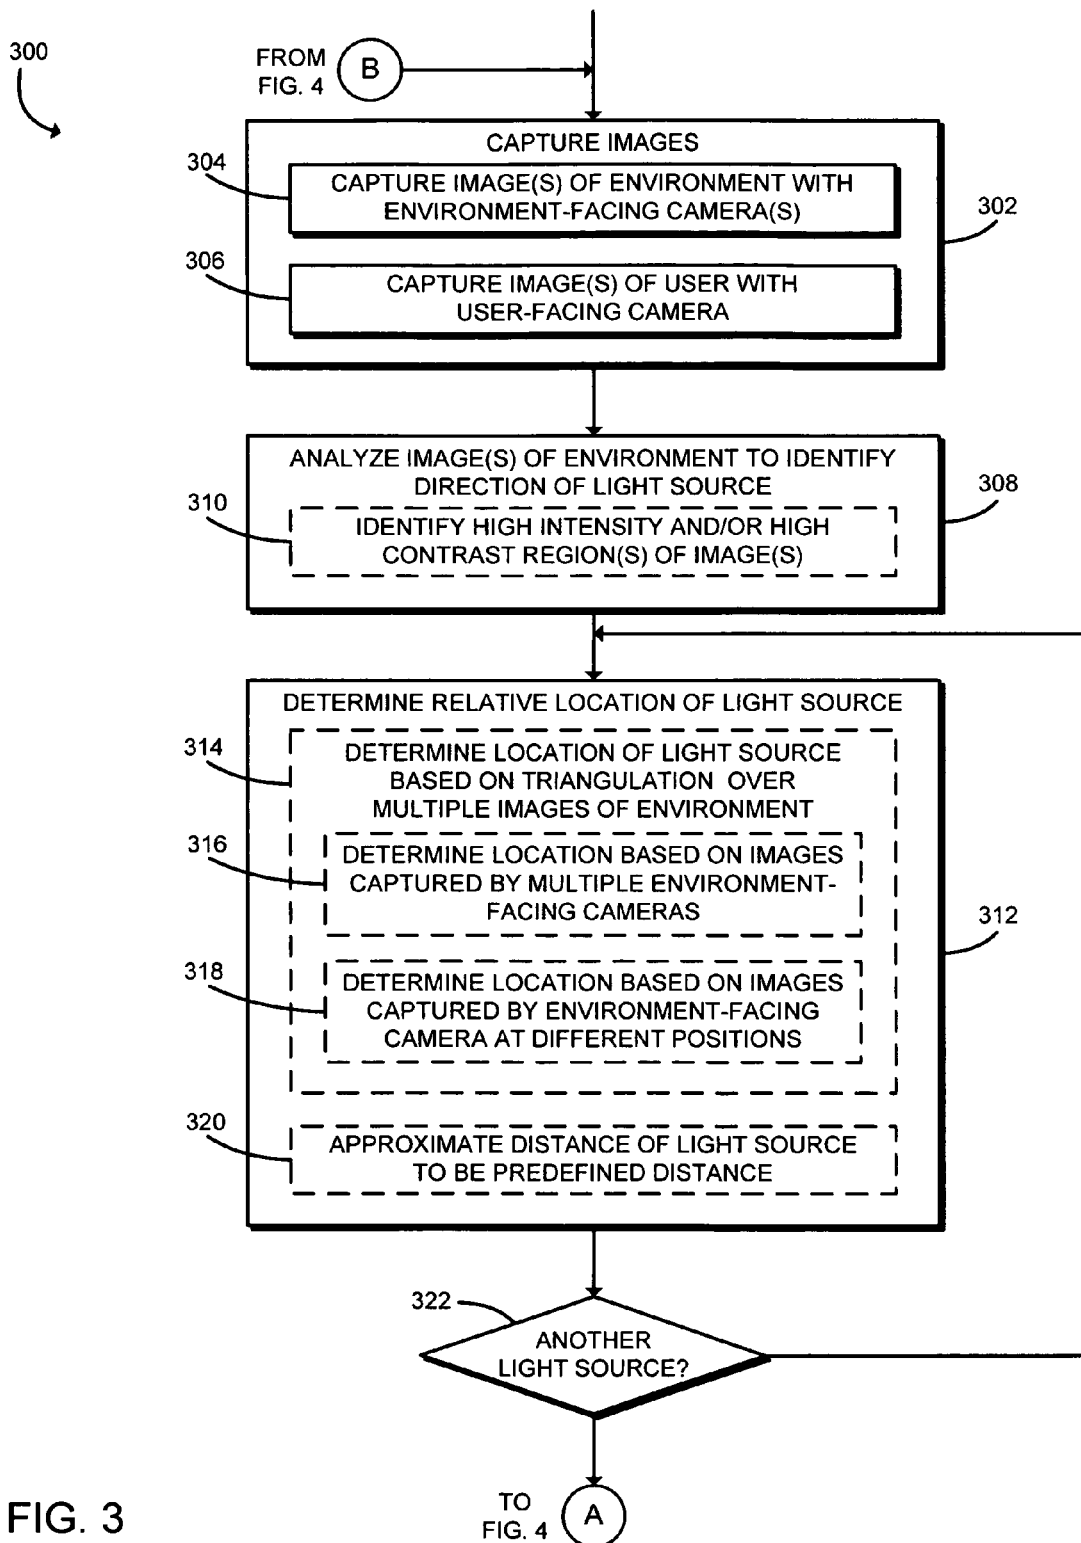 300
FROM
FIG. 4
B
CAPTURE IMAGES
304
CAPTURE IMAGE(S) OF ENVIRONMENT WITH
ENVIRONMENT-FACING CAMERA(S)
302
306
CAPTURE IMAGE(S) OF USER WITH
USER-FACING CAMERA
ANALYZE IMAGE(S) OF ENVIRONMENT TO IDENTIFY
DIRECTION OF LIGHT SOURCE
308
310
IDENTIFY HIGH INTENSITY AND/OR HIGH
CONTRAST REGION(S) OF IMAGE(S)
DETERMINE RELATIVE LOCATION OF LIGHT SOURCE
314
DETERMINE LOCATION OF LIGHT SOURCE
BASED ON TRIANGULATION OVER
MULTIPLE IMAGES OF ENVIRONMENT
316
DETERMINE LOCATION BASED ON IMAGES
CAPTURED BY MULTIPLE ENVIRONMENT-
FACING CAMERAS
312
318
DETERMINE LOCATION BASED ON IMAGES
CAPTURED BY ENVIRONMENT-FACING
CAMERA AT DIFFERENT POSITIONS
320
APPROXIMATE DISTANCE OF LIGHT SOURCE
TO BE PREDEFINED DISTANCE
322
ANOTHER
LIGHT SOURCE?
TO
FIG. 4
A
FIG. 3